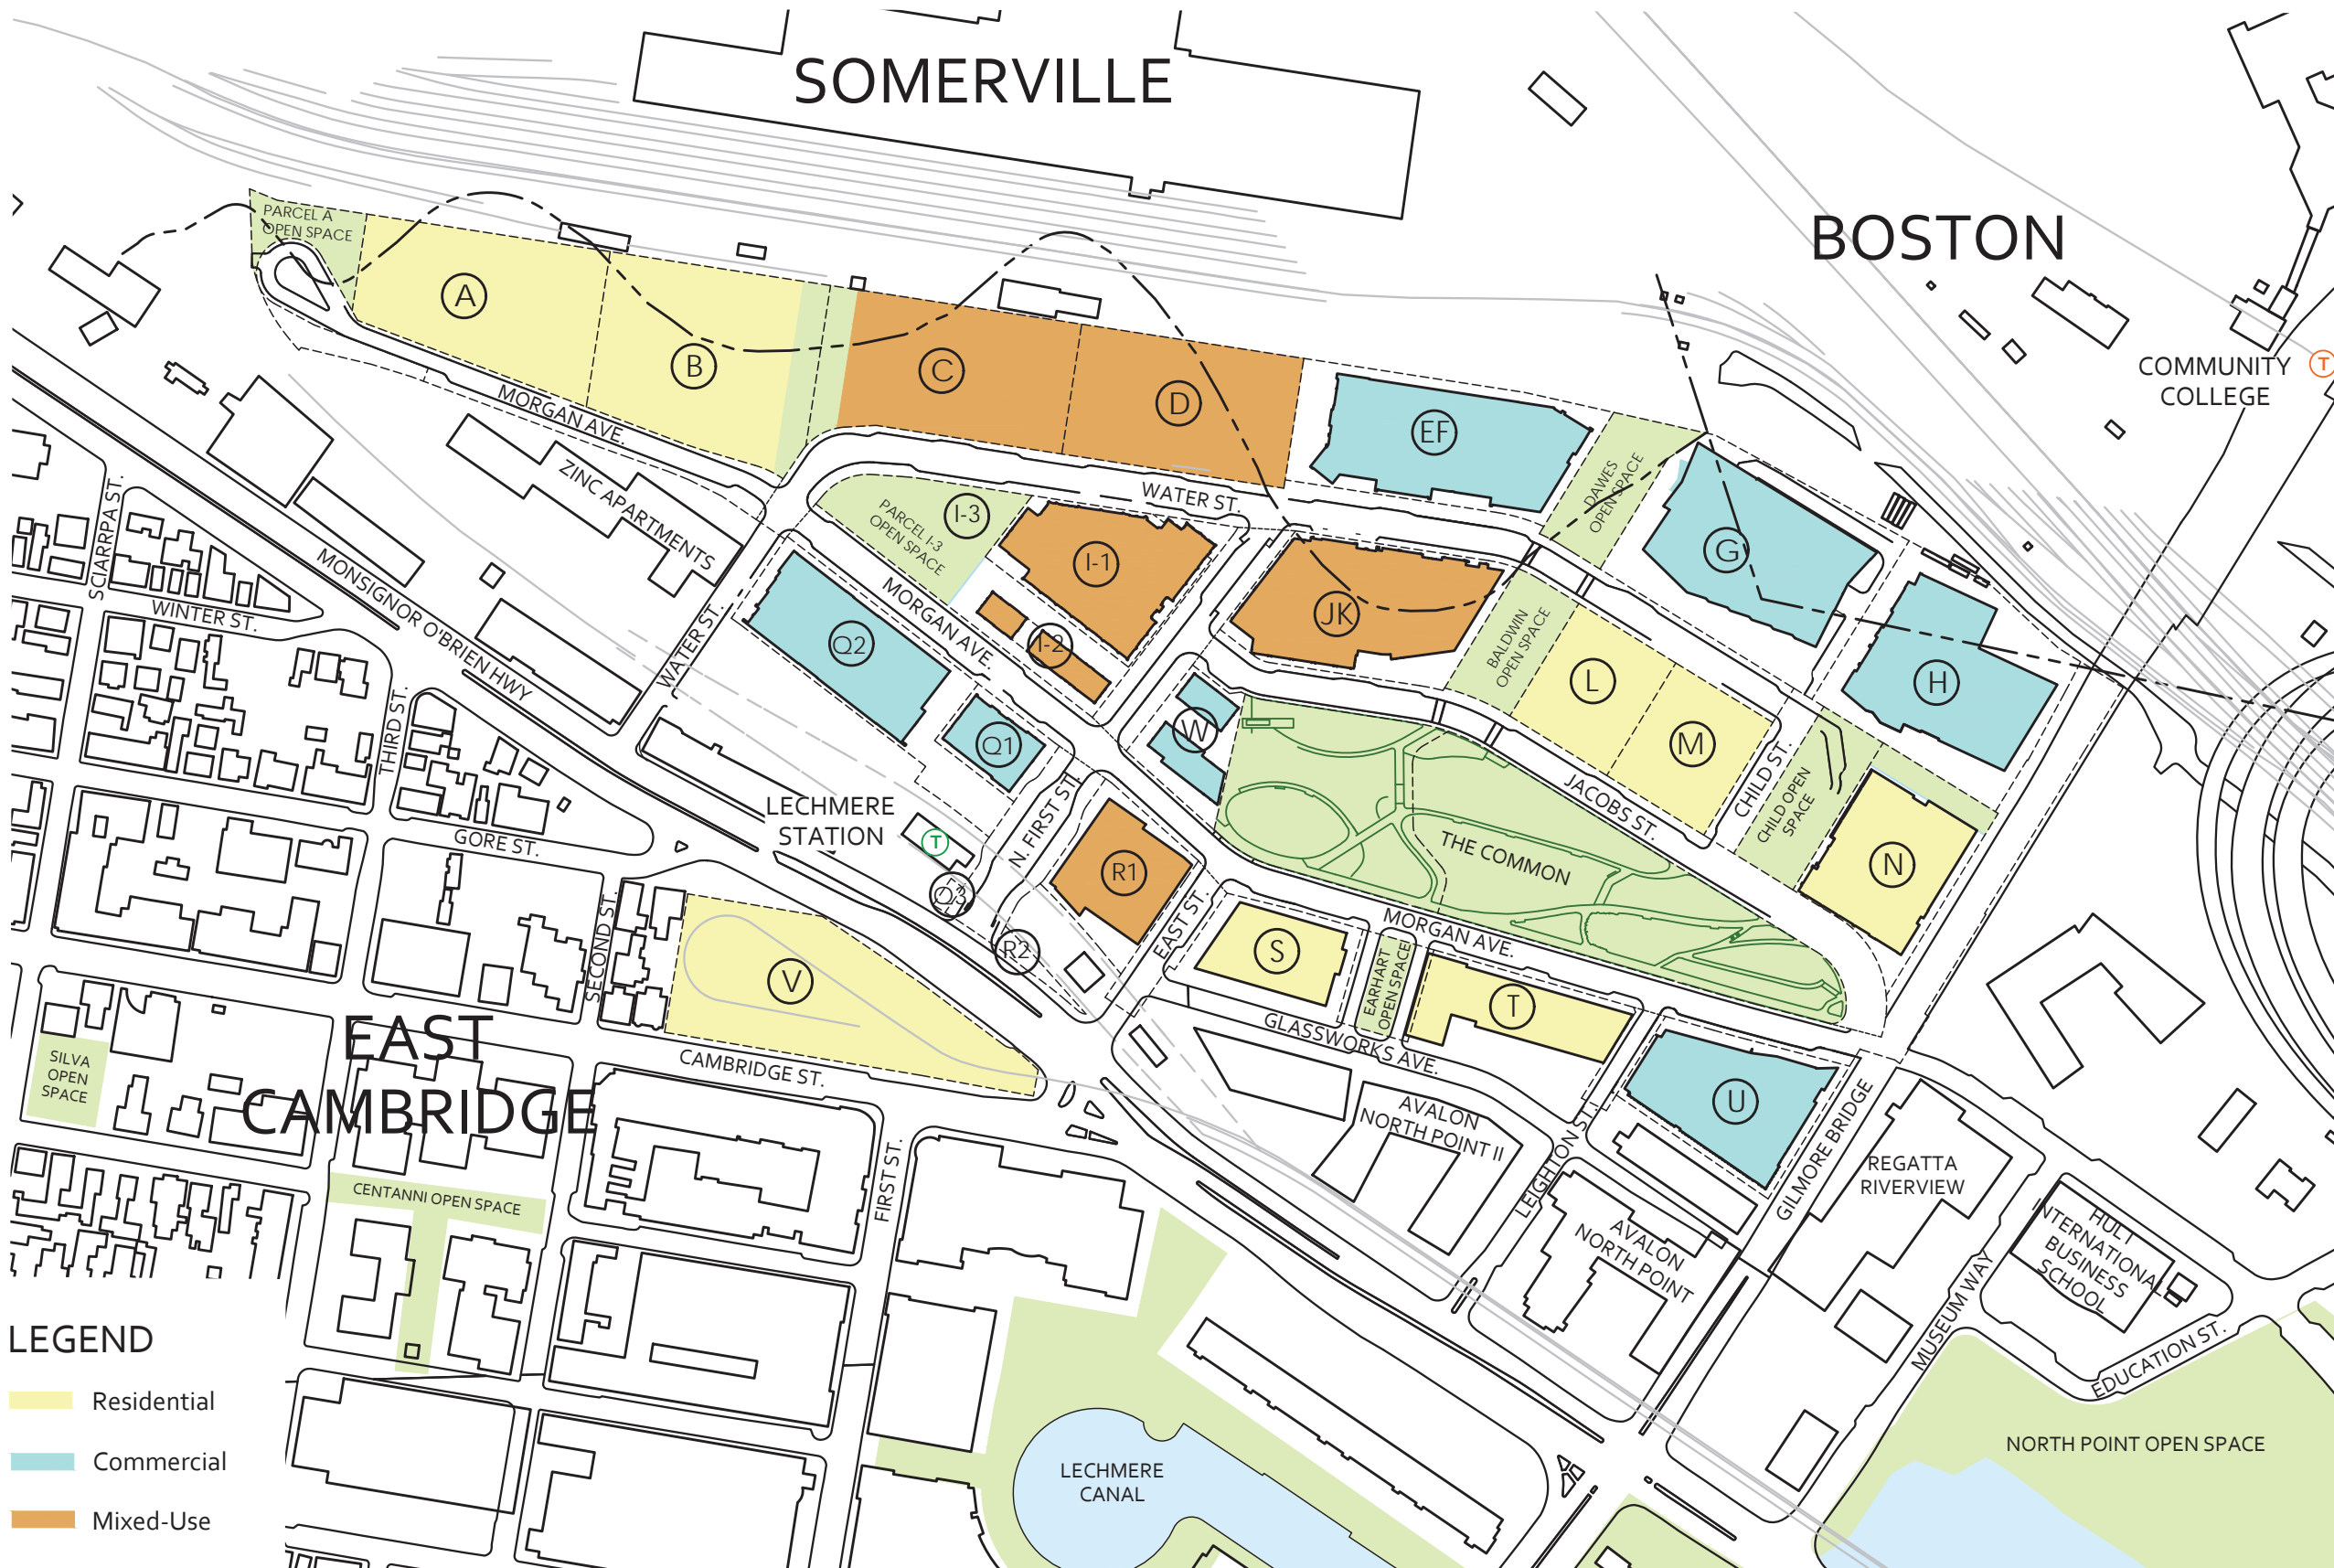 SOMERVILLE
BOSTON
PARCEL A
OPEN SPACE
A
B
C
D
EF
COMMUNITY
COLLEGE
T
MORGAN AVE.
ZINC APARTMENTS
WATER ST.
DAWES
OPEN SPACE
G
I-3
PARCEL I-3
OPEN SPACE
I-1
JK
SCIARRPA ST.
WINTER ST.
MONSIGNOR O'BRIEN HWY
WATER ST.
Q2
MORGAN AVE.
I-2
BALDWIN
OPEN SPACE
L
H
W
M
Q1
THIRD ST.
JACOBS ST.
CHILD ST.
CHILD OPEN
SPACE
LECHMERE
STATION
T
N. FIRST ST.
THE COMMON
GORE ST.
R1
N
Q3
R2
EAST ST.
MORGAN AVE.
SECOND ST.
V
S
EARHART
OPEN SPACE
T
GLASSWORKS AVE.
EAST
CAMBRIDGE
SILVA
OPEN
SPACE
CAMBRIDGE ST.
U
AVALON
NORTH POINT II
LEIGHTON ST.
GILMORE BRIDGE
REGATTA
RIVERVIEW
FIRST ST.
CENTANNI OPEN SPACE
AVALON
NORTH POINT
HULT
INTERNATIONAL
BUSINESS
SCHOOL
MUSEUM WAY
EDUCATION ST.
LEGEND
Residential
Commercial
Mixed-Use
LECHMERE
CANAL
NORTH POINT OPEN SPACE